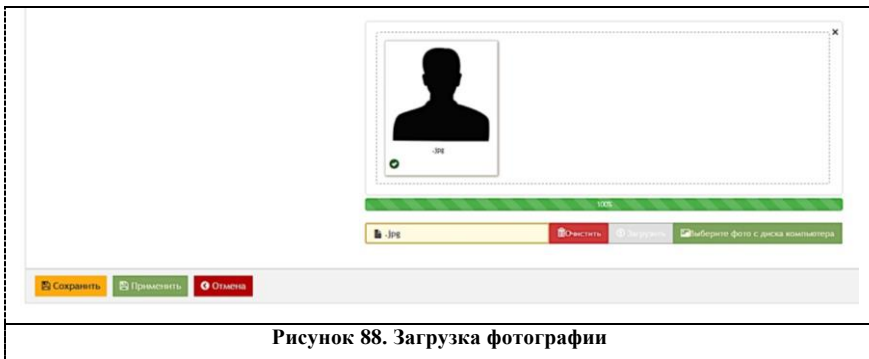 ×
.jpg
100%
.jpg Очистить Загрузить Выберите фото с диска компьютера
Сохранить Применить Отмена
Рисунок 88. Загрузка фотографии